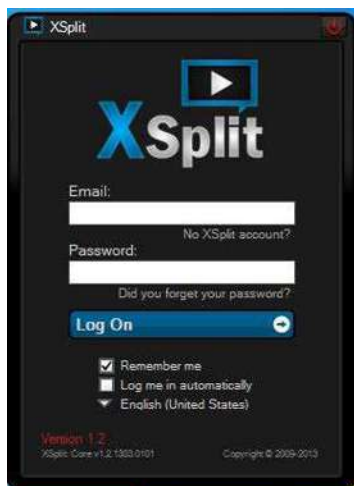 XSplit
XSplit
Email:
No XSplit account?
Password:
Did you forget your password?
Log On
Remember me
Log me in automatically
English (United States)
Version 1.2
XSplit Core v1.2.1303.0101
Copyright © 2009-2013